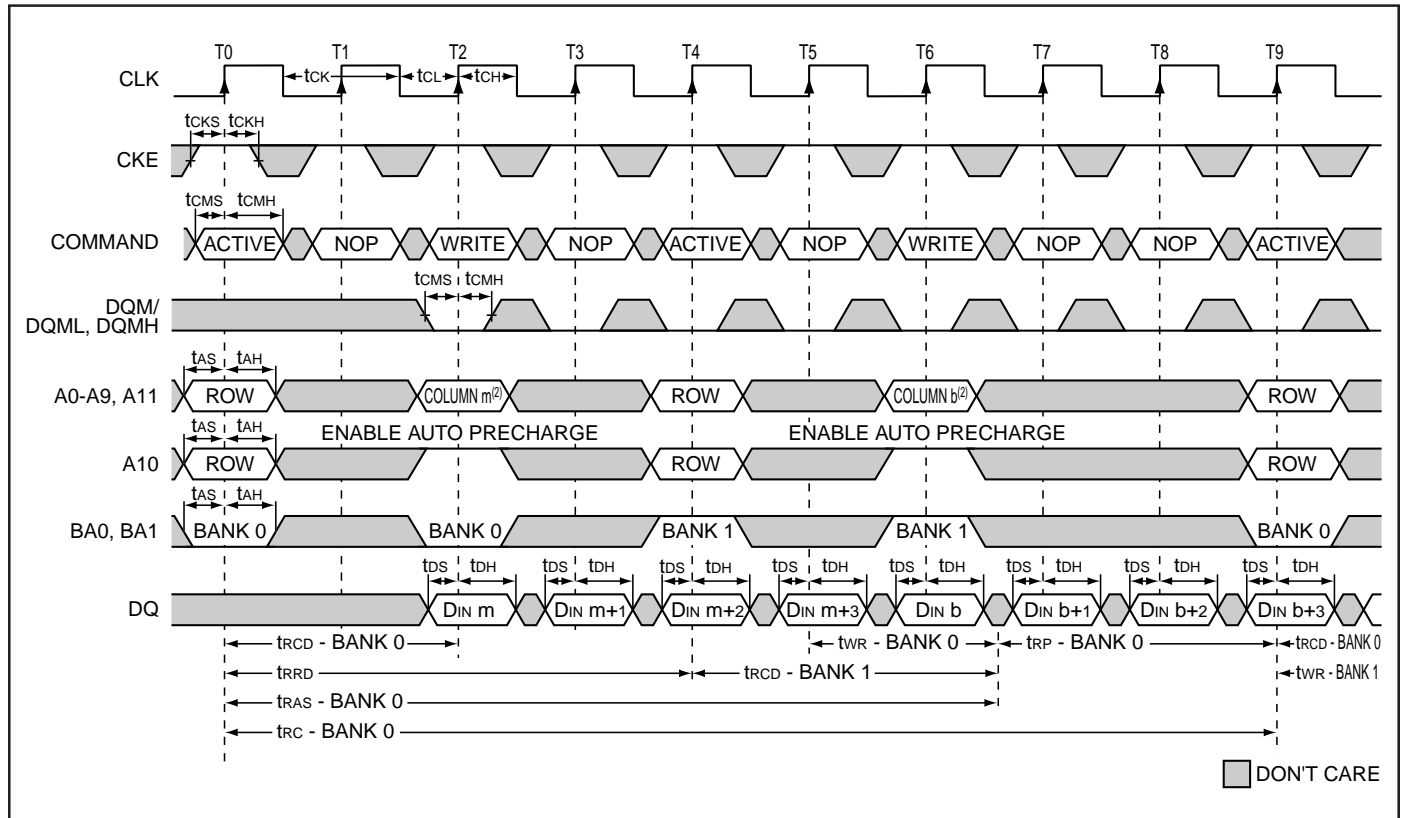 T0 T1 T2 T3 T4 T5 T6 T7 T8 T9
CLK tCK tCL tCH
tCKS tCKH
CKE
tCMS tCMH
COMMAND ACTIVE NOP WRITE NOP ACTIVE NOP WRITE NOP NOP ACTIVE
tCMS tCMH
DQM/
DQML, DQMH
tAS tAH
A0-A9, A11 ROW COLUMN m(2) ROW COLUMN b(2) ROW
tAS tAH ENABLE AUTO PRECHARGE ENABLE AUTO PRECHARGE
A10 ROW ROW ROW
tAS tAH
BA0, BA1 BANK 0 BANK 0 BANK 1 BANK 1 BANK 0
tDS tDH tDS tDH tDS tDH tDS tDH tDS tDH tDS tDH tDS tDH tDS tDH
DQ DIN m DIN m+1 DIN m+2 DIN m+3 DIN b DIN b+1 DIN b+2 DIN b+3
tRCD - BANK 0 tWR - BANK 0 tRP - BANK 0 tRCD - BANK 0
tRRD tRCD - BANK 1 tWR - BANK 1
tRAS - BANK 0
tRC - BANK 0
DON'T CARE